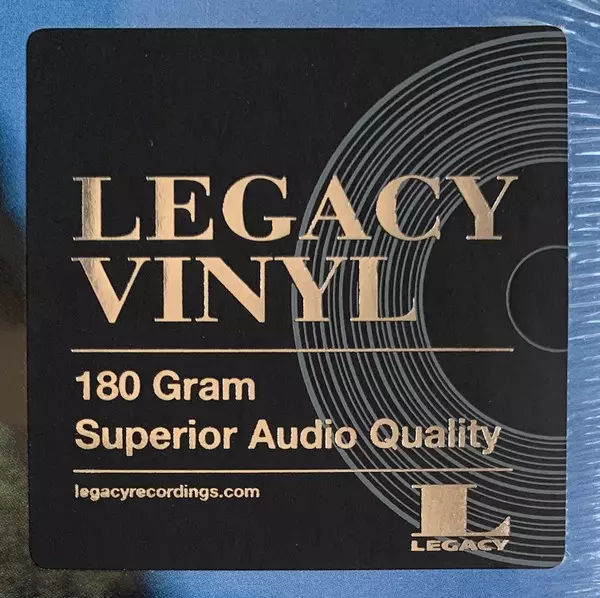 LEGACY
VINYL
180 Gram
Superior Audio Quality
legacyrecordings.com
L
LEGACY